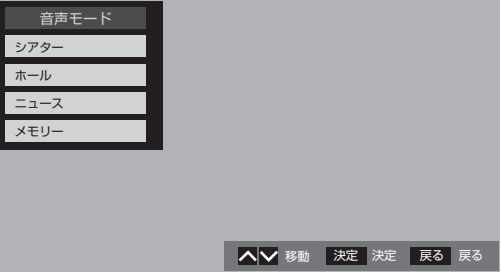 音声モード
シアター
ホール
ニュース
メモリー
移動 決定 決定 戻る 戻る